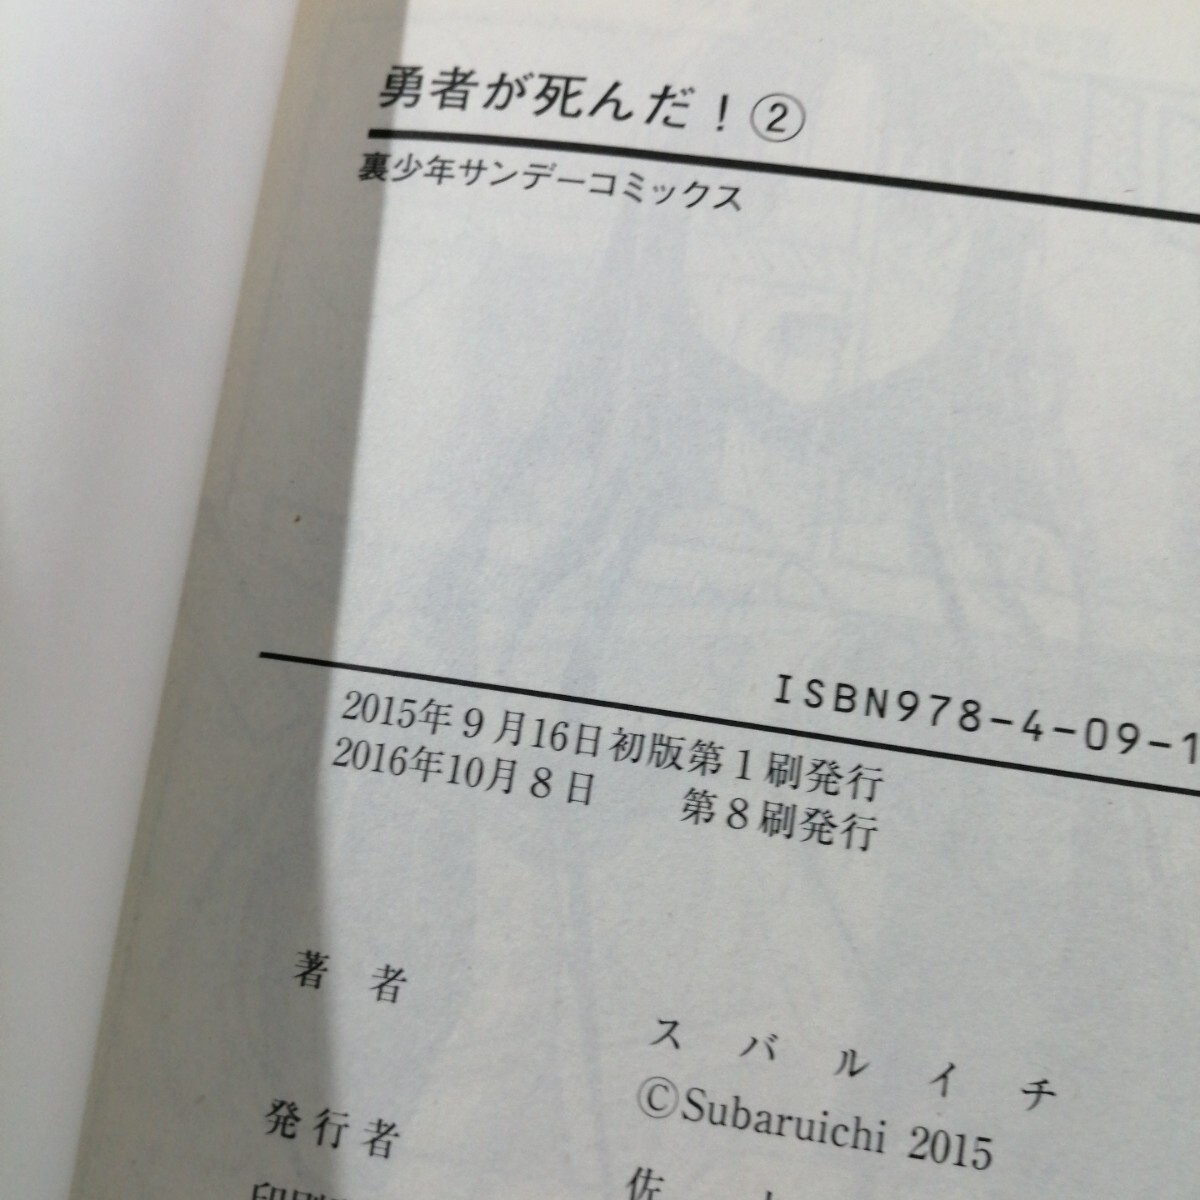 勇者が死んだ！②
裏少年サンデーコミックス
ISBN978-4-09-1
2015年9月16日初版第1刷発行
2016年10月8日　第8刷発行
著者　スバルイチ
©Subaruichi 2015
発行者　佐